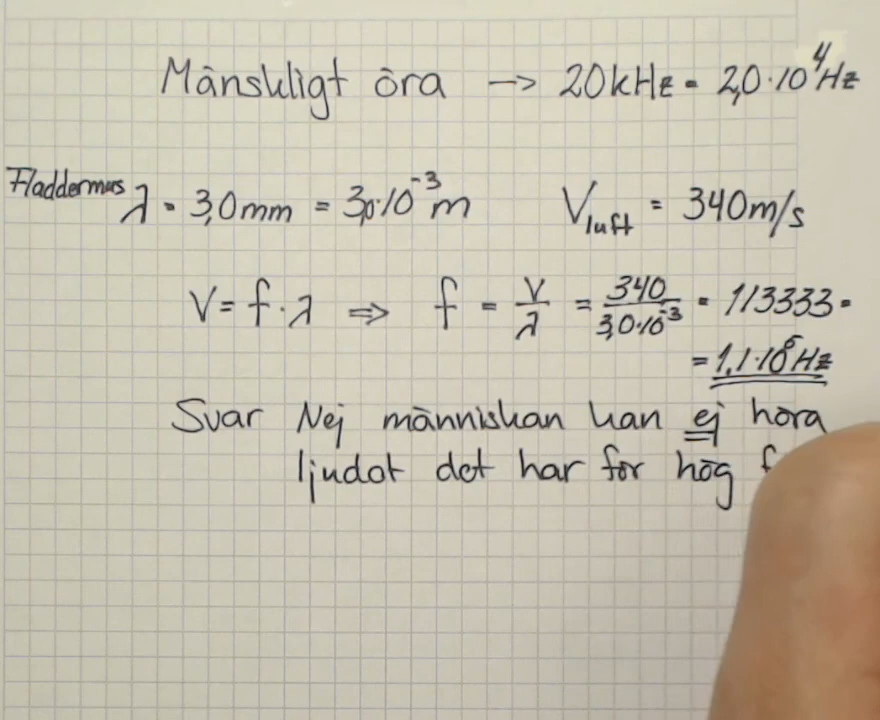 Mänskligt öra → 20kHz = 2,0·10⁴Hz
Fladdermus λ = 3,0mm = 3,0·10⁻³m V_luft = 340m/s
V = f·λ ⇒ f = V/λ = 340/3,0·10⁻³ = 113333 =
= 1,1·10⁵Hz
Svar Nej människan kan ej höra
ljudet det har för hög f